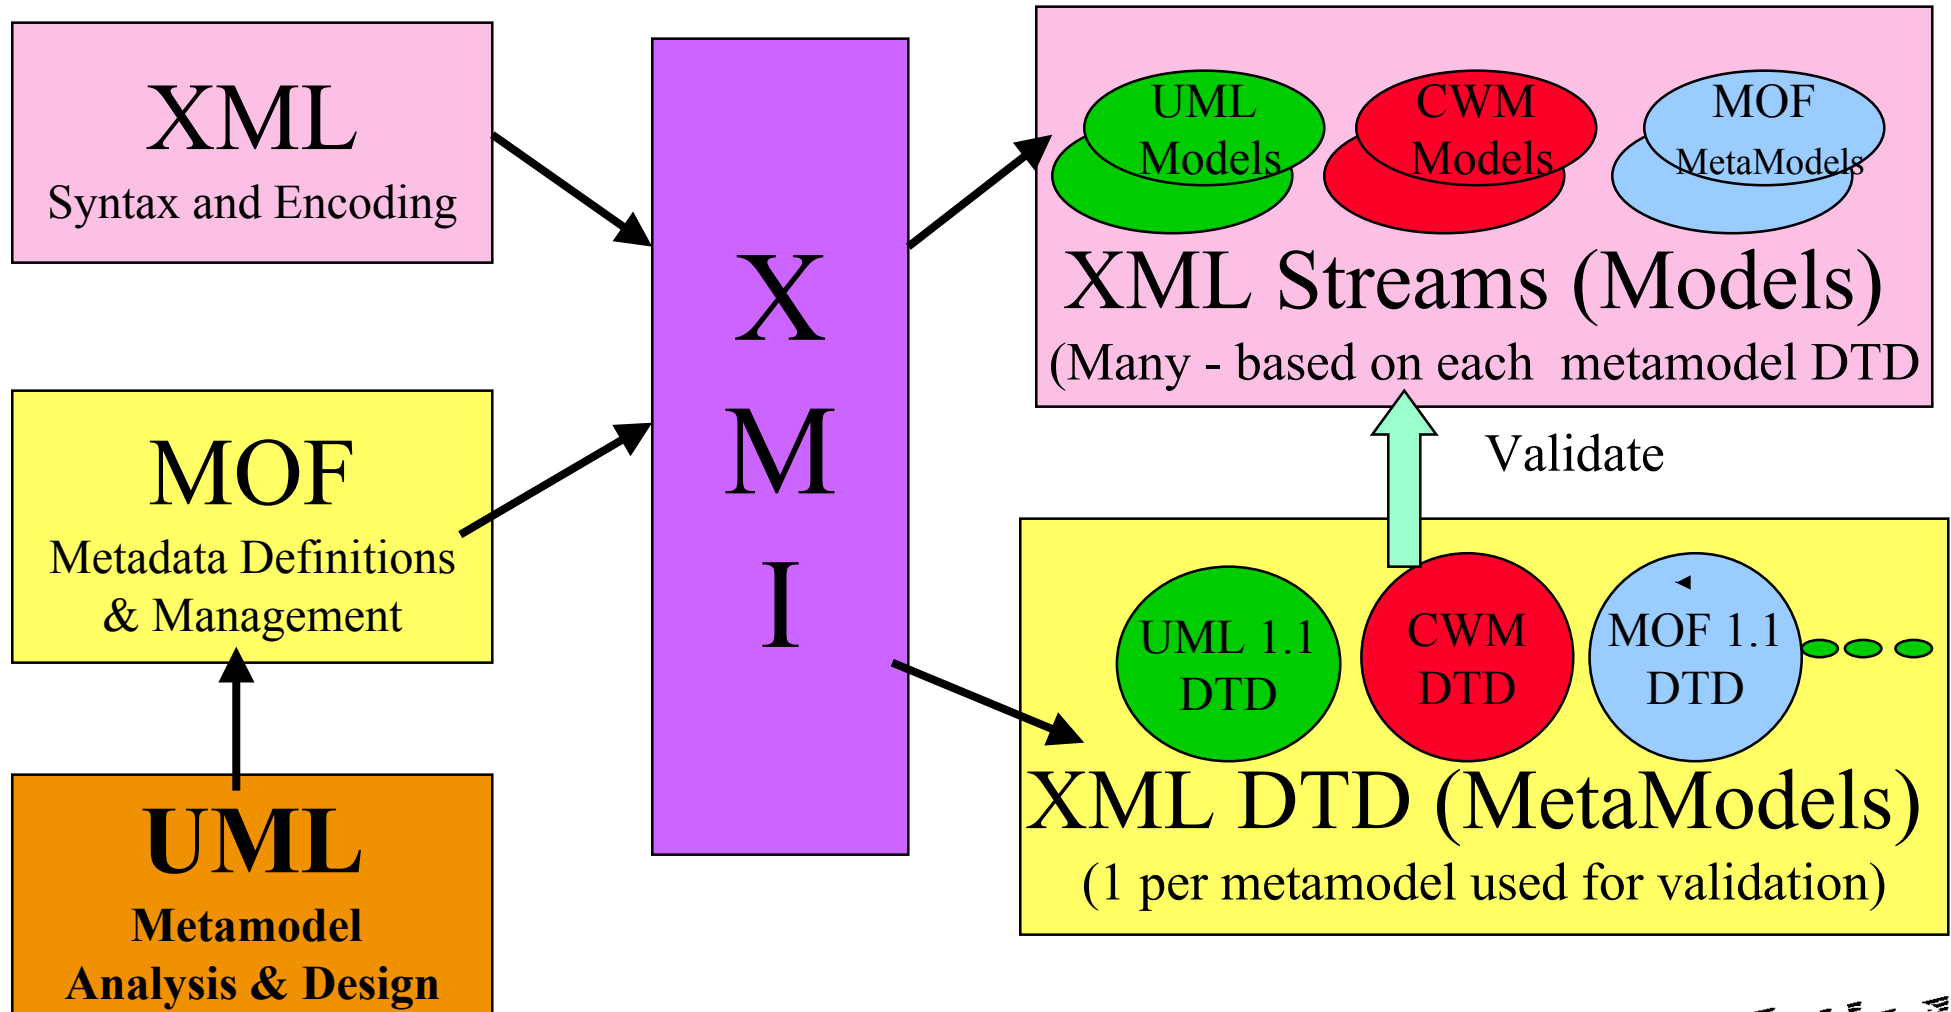 XML
Syntax and Encoding
MOF
Metadata Definitions
& Management
UML
Metamodel
Analysis & Design
X
M
I
UML
Models
CWM
Models
MOF
MetaModels
XML Streams (Models)
(Many - based on each metamodel DTD
Validate
UML 1.1
DTD
CWM
DTD
MOF 1.1
DTD
XML DTD (MetaModels)
(1 per metamodel used for validation)